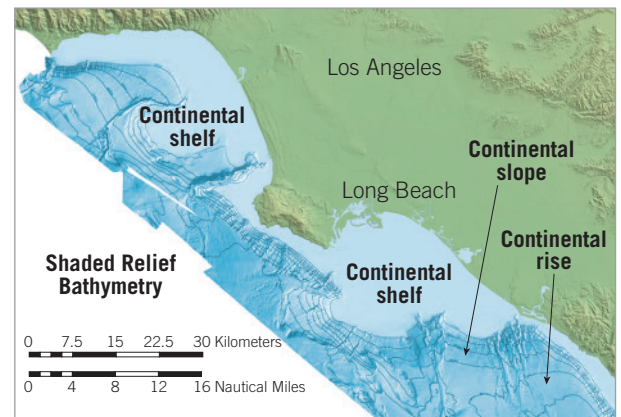 Los Angeles
Continental
shelf
Continental
slope
Long Beach
Continental
rise
Shaded Relief
Bathymetry
Continental
shelf
0 7.5 15 22.5 30 Kilometers
0 4 8 12 16 Nautical Miles